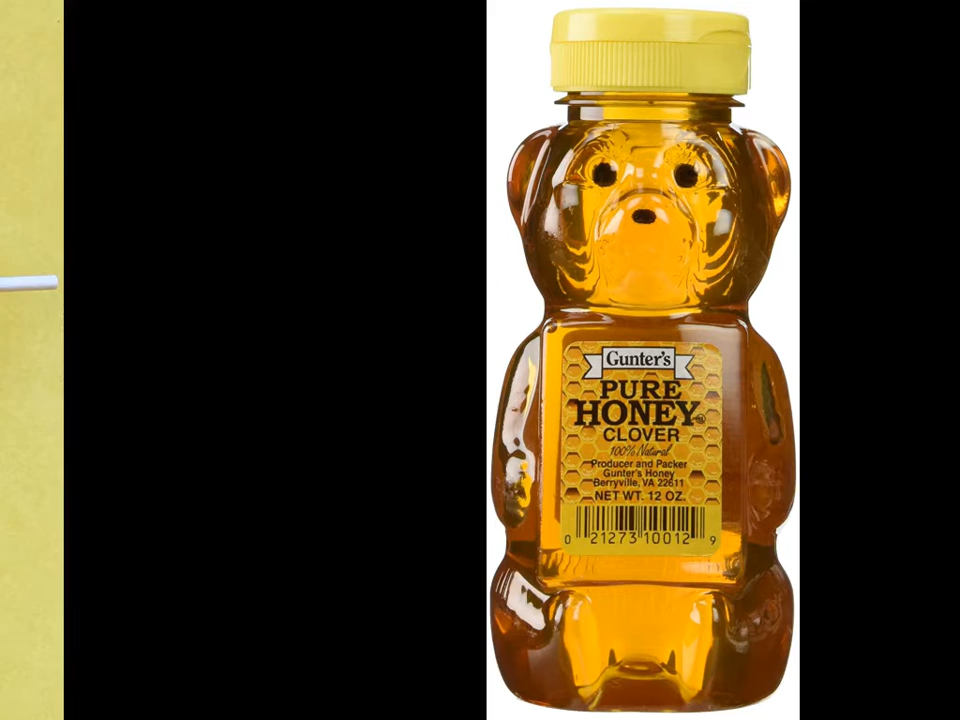 Gunter's
PURE
HONEY
CLOVER
100% Natural
Producer and Packer
Gunter's Honey
Berryville, VA 22611
NET WT. 12 OZ.
0 21273 10012 9